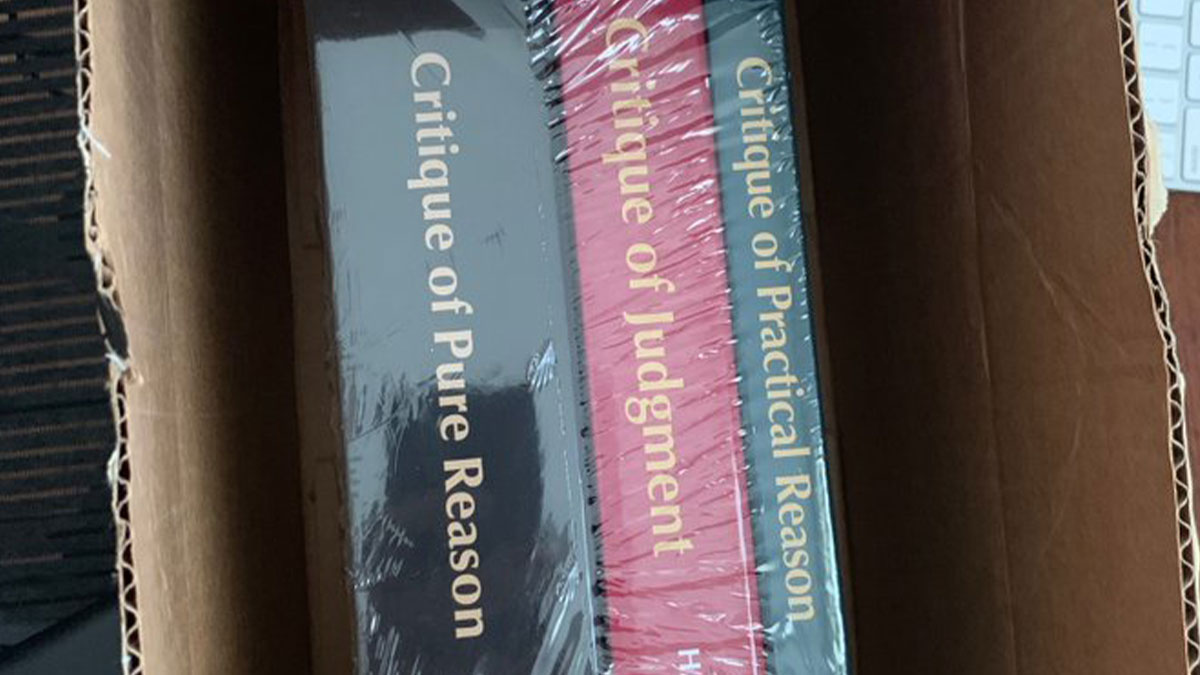 Critique of Pure Reason
Critique of Judgment
Critique of Practical Reason